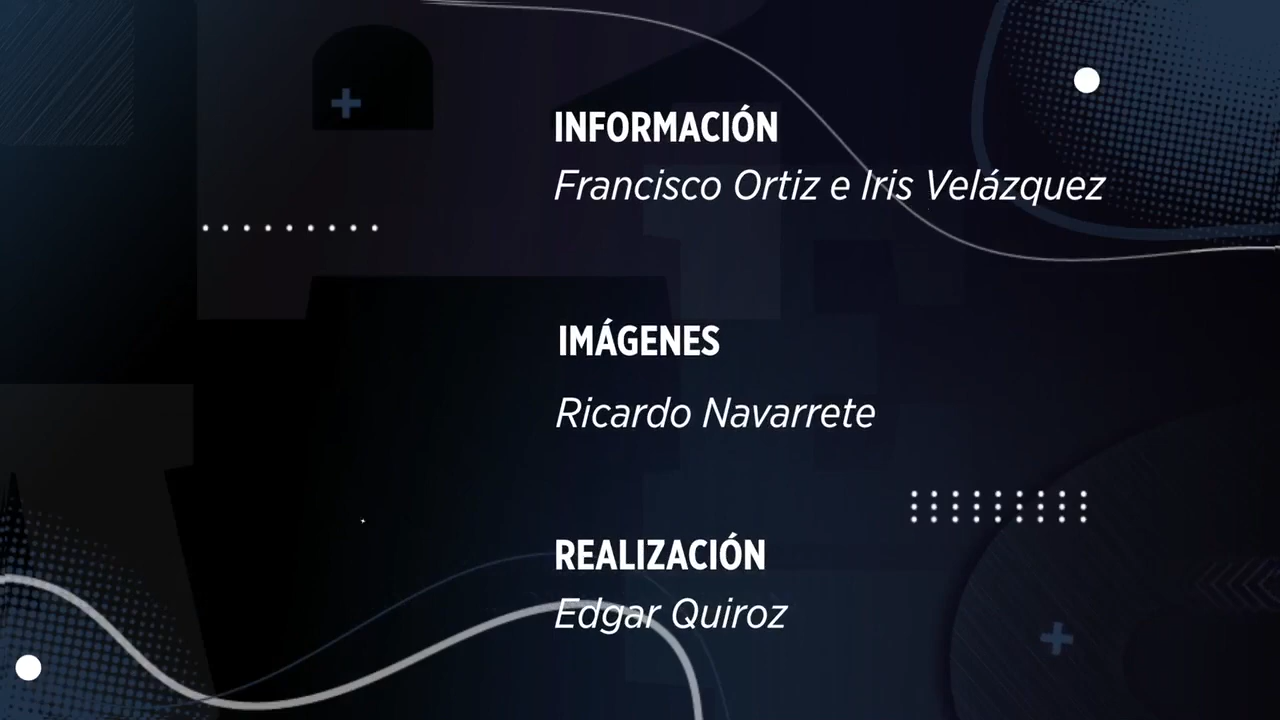 INFORMACIÓN
Francisco Ortiz e Iris Velázquez
IMÁGENES
Ricardo Navarrete
REALIZACIÓN
Edgar Quiroz